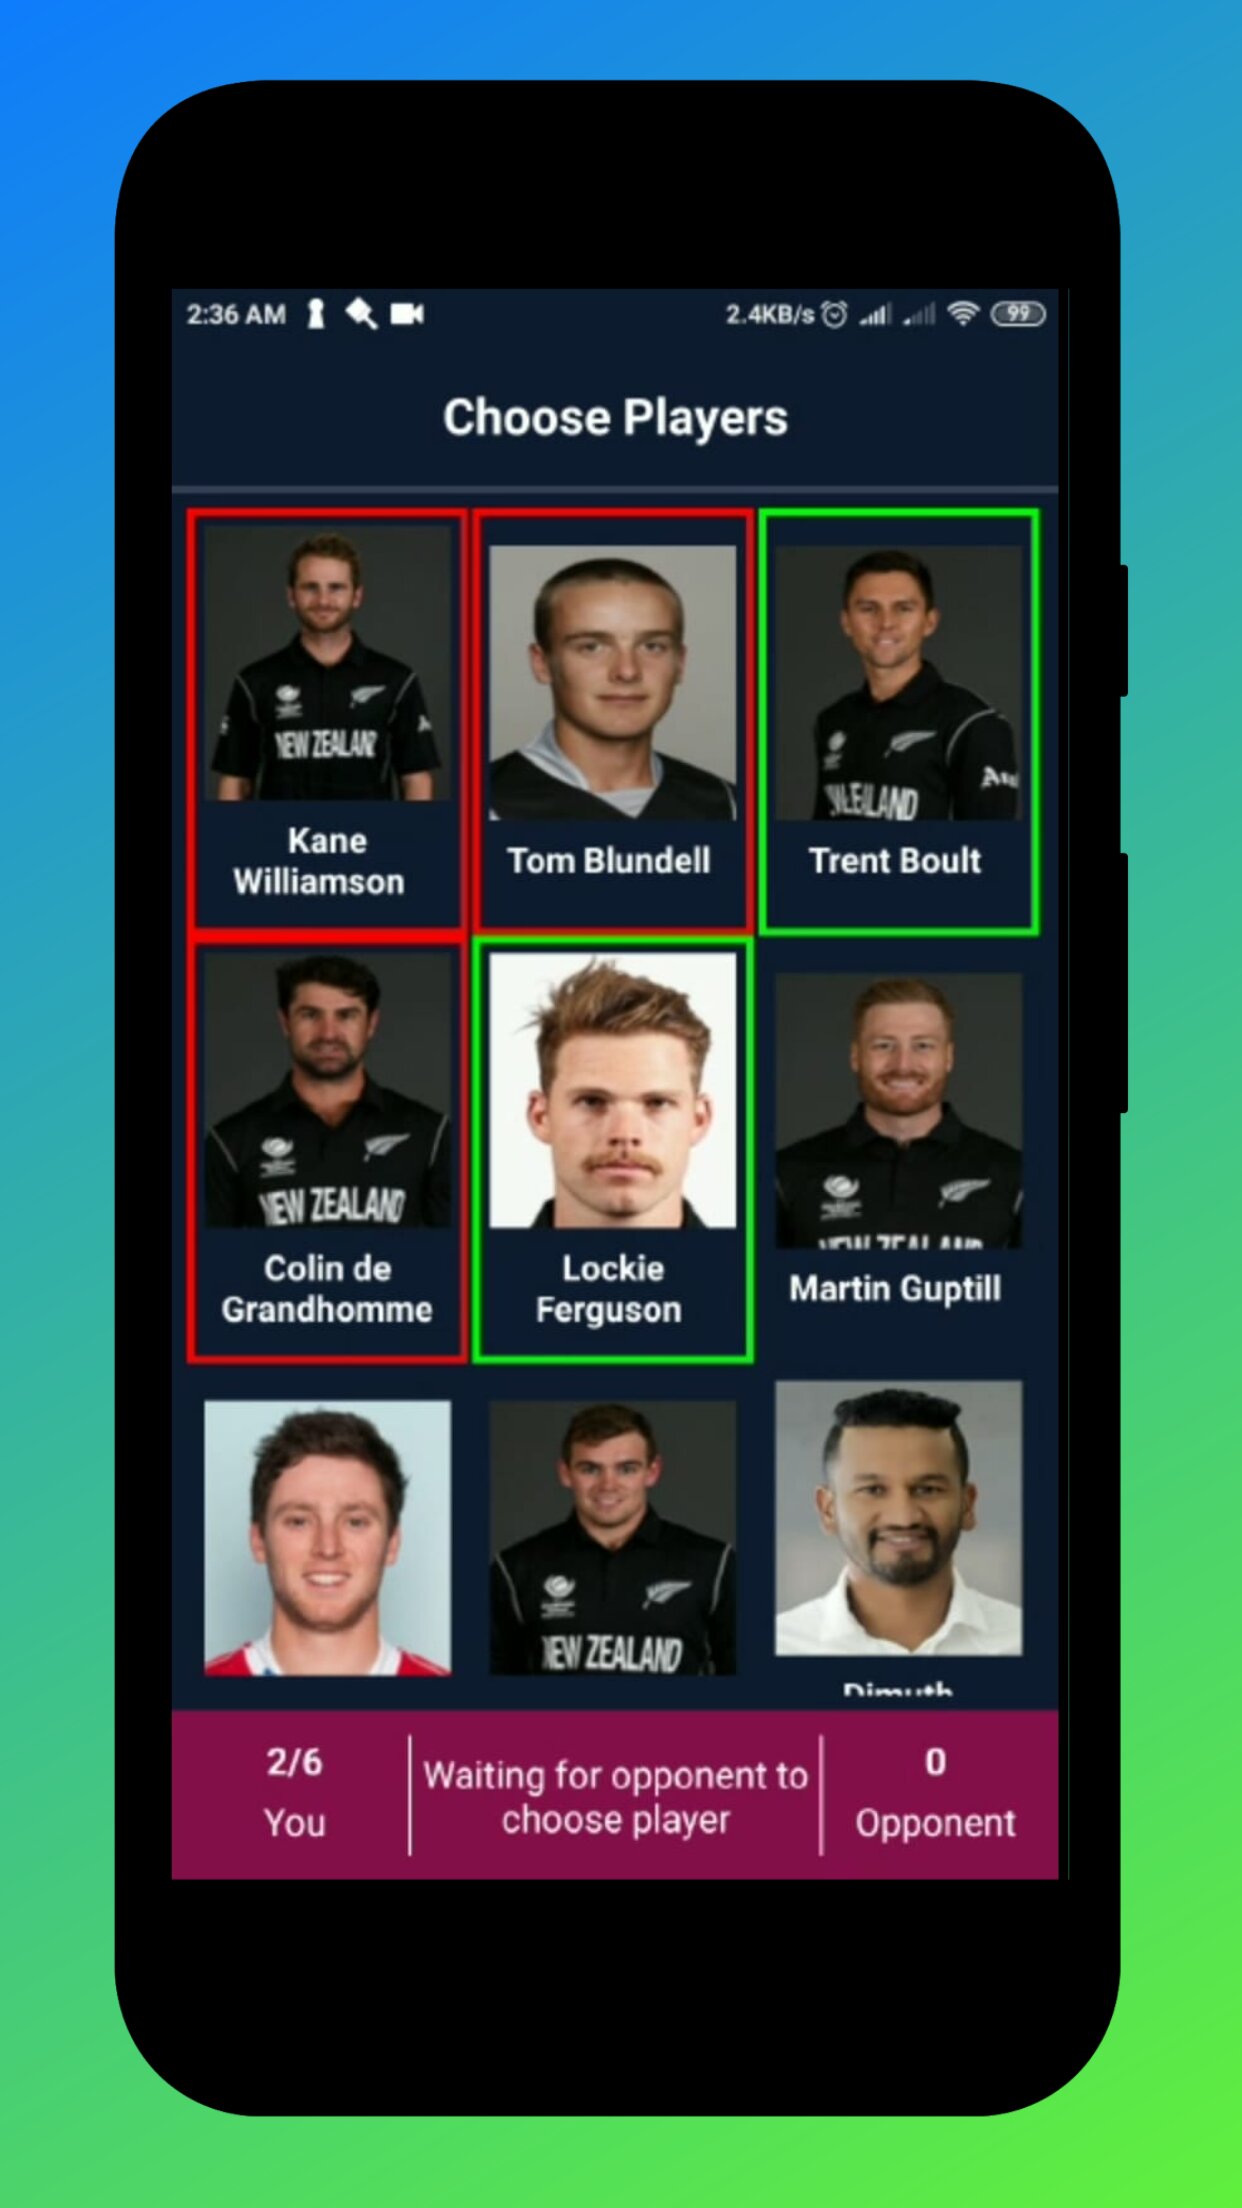 2:36 AM
2.4KB/s
99
Choose Players
NEW ZEALAND
Kane
Williamson
Tom Blundell
Trent Boult
NEW ZEALAND
Colin de
Grandhomme
Lockie
Ferguson
Martin Guptill
NEW ZEALAND
Dimuth
2/6
You
Waiting for opponent to
choose player
0
Opponent